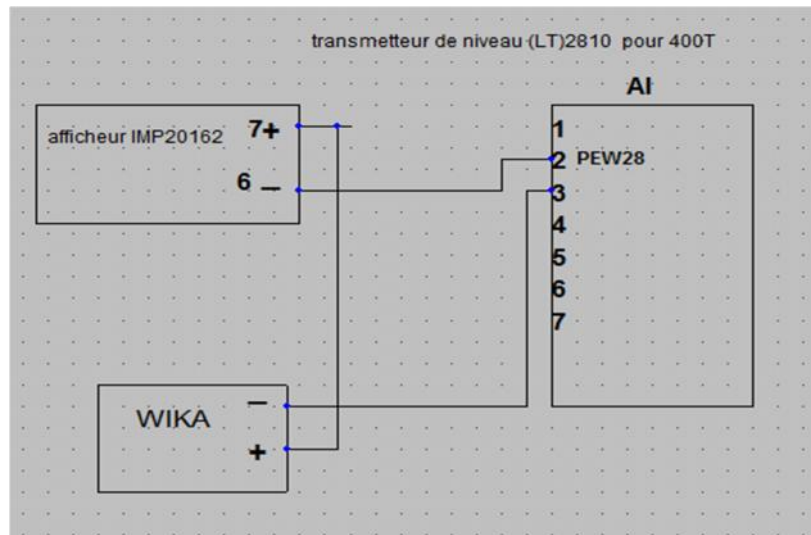 transmetteur de niveau (LT)2810 pour 400T
AI
afficheur IMP20162
7+
6 –
1
2 PEW28
3
4
5
6
7
WIKA
–
+